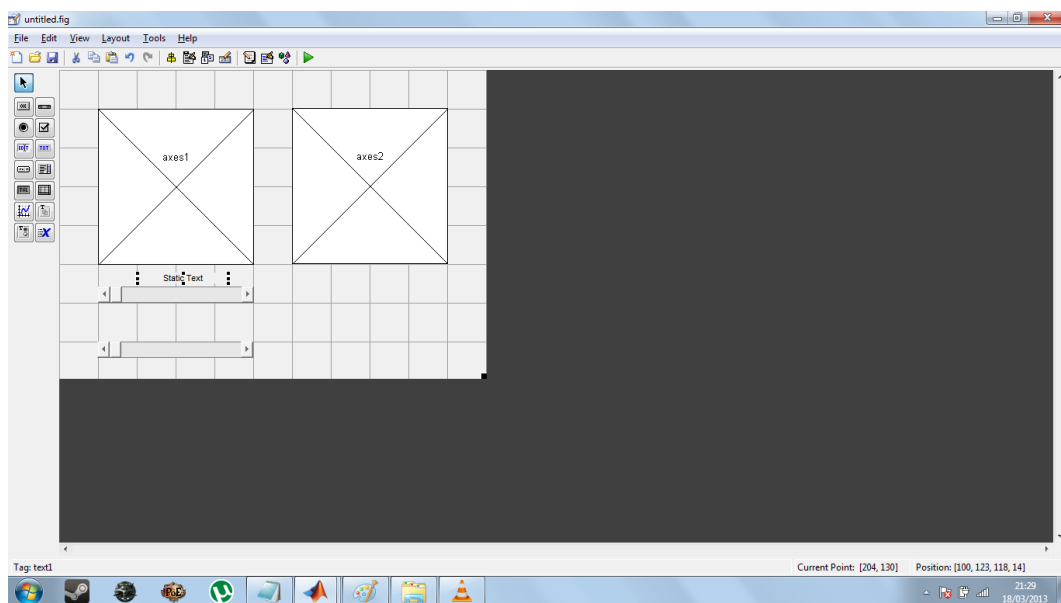 untitled.fig
File Edit View Layout Tools Help
axes1
axes2
Static Text
Tag: text1
Current Point: [204, 130] Position: [100, 123, 118, 14]
PoE
21:29
18/03/2013